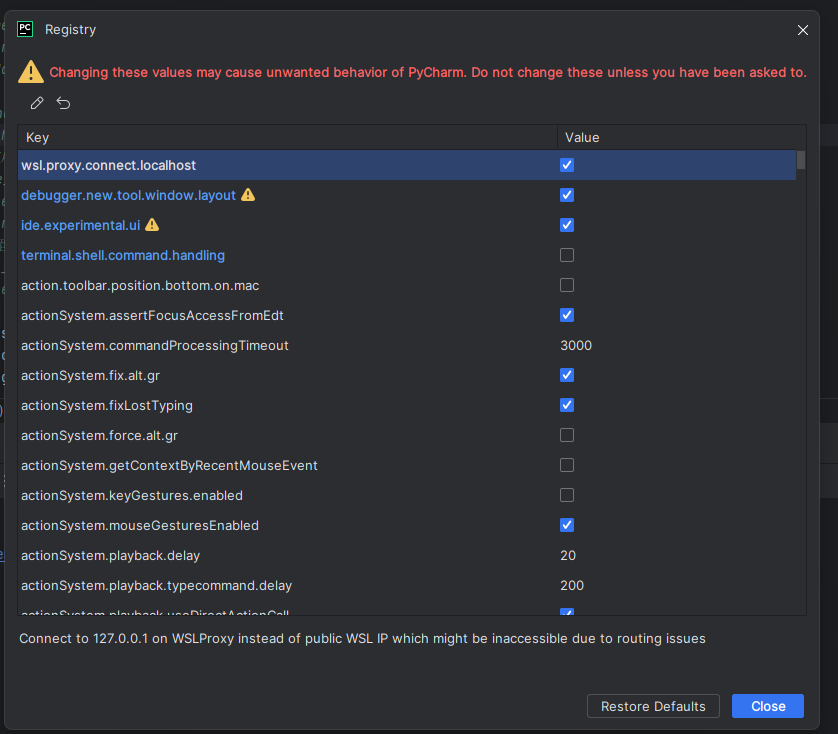 PC Registry
Changing these values may cause unwanted behavior of PyCharm. Do not change these unless you have been asked to.
Key Value
wsl.proxy.connect.localhost
debugger.new.tool.window.layout
ide.experimental.ui
terminal.shell.command.handling
action.toolbar.position.bottom.on.mac
actionSystem.assertFocusAccessFromEdt
actionSystem.commandProcessingTimeout 3000
actionSystem.fix.alt.gr
actionSystem.fixLostTyping
actionSystem.force.alt.gr
actionSystem.getContextByRecentMouseEvent
actionSystem.keyGestures.enabled
actionSystem.mouseGesturesEnabled
actionSystem.playback.delay 20
actionSystem.playback.typecommand.delay 200
actionSystem.playback.useDirectActionCall
Connect to 127.0.0.1 on WSLProxy instead of public WSL IP which might be inaccessible due to routing issues
Restore Defaults Close